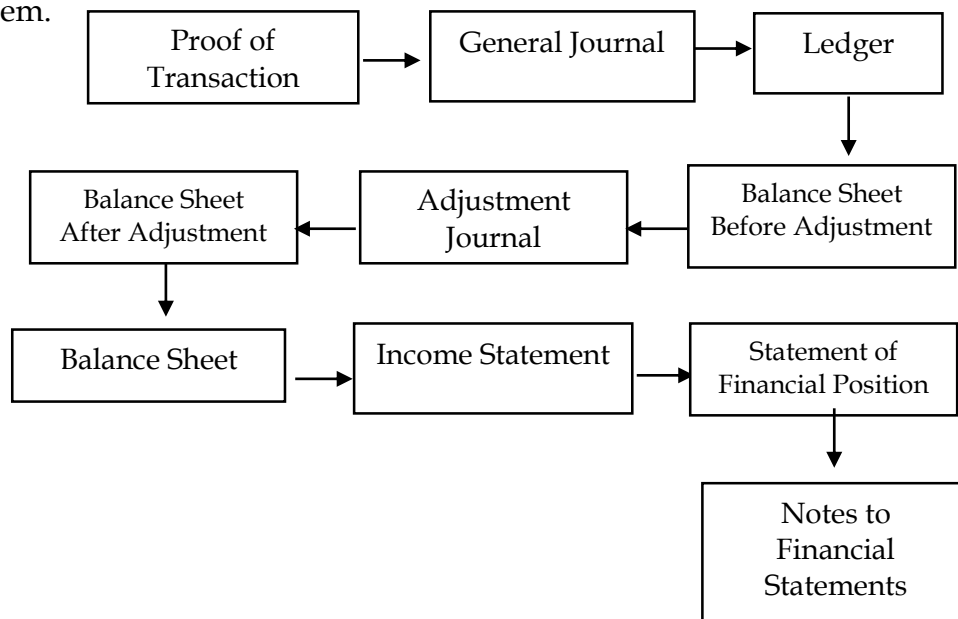 em.
Proof of
Transaction
General Journal
Ledger
Balance Sheet
Before Adjustment
Adjustment
Journal
Balance Sheet
After Adjustment
Balance Sheet
Income Statement
Statement of
Financial Position
Notes to
Financial
Statements